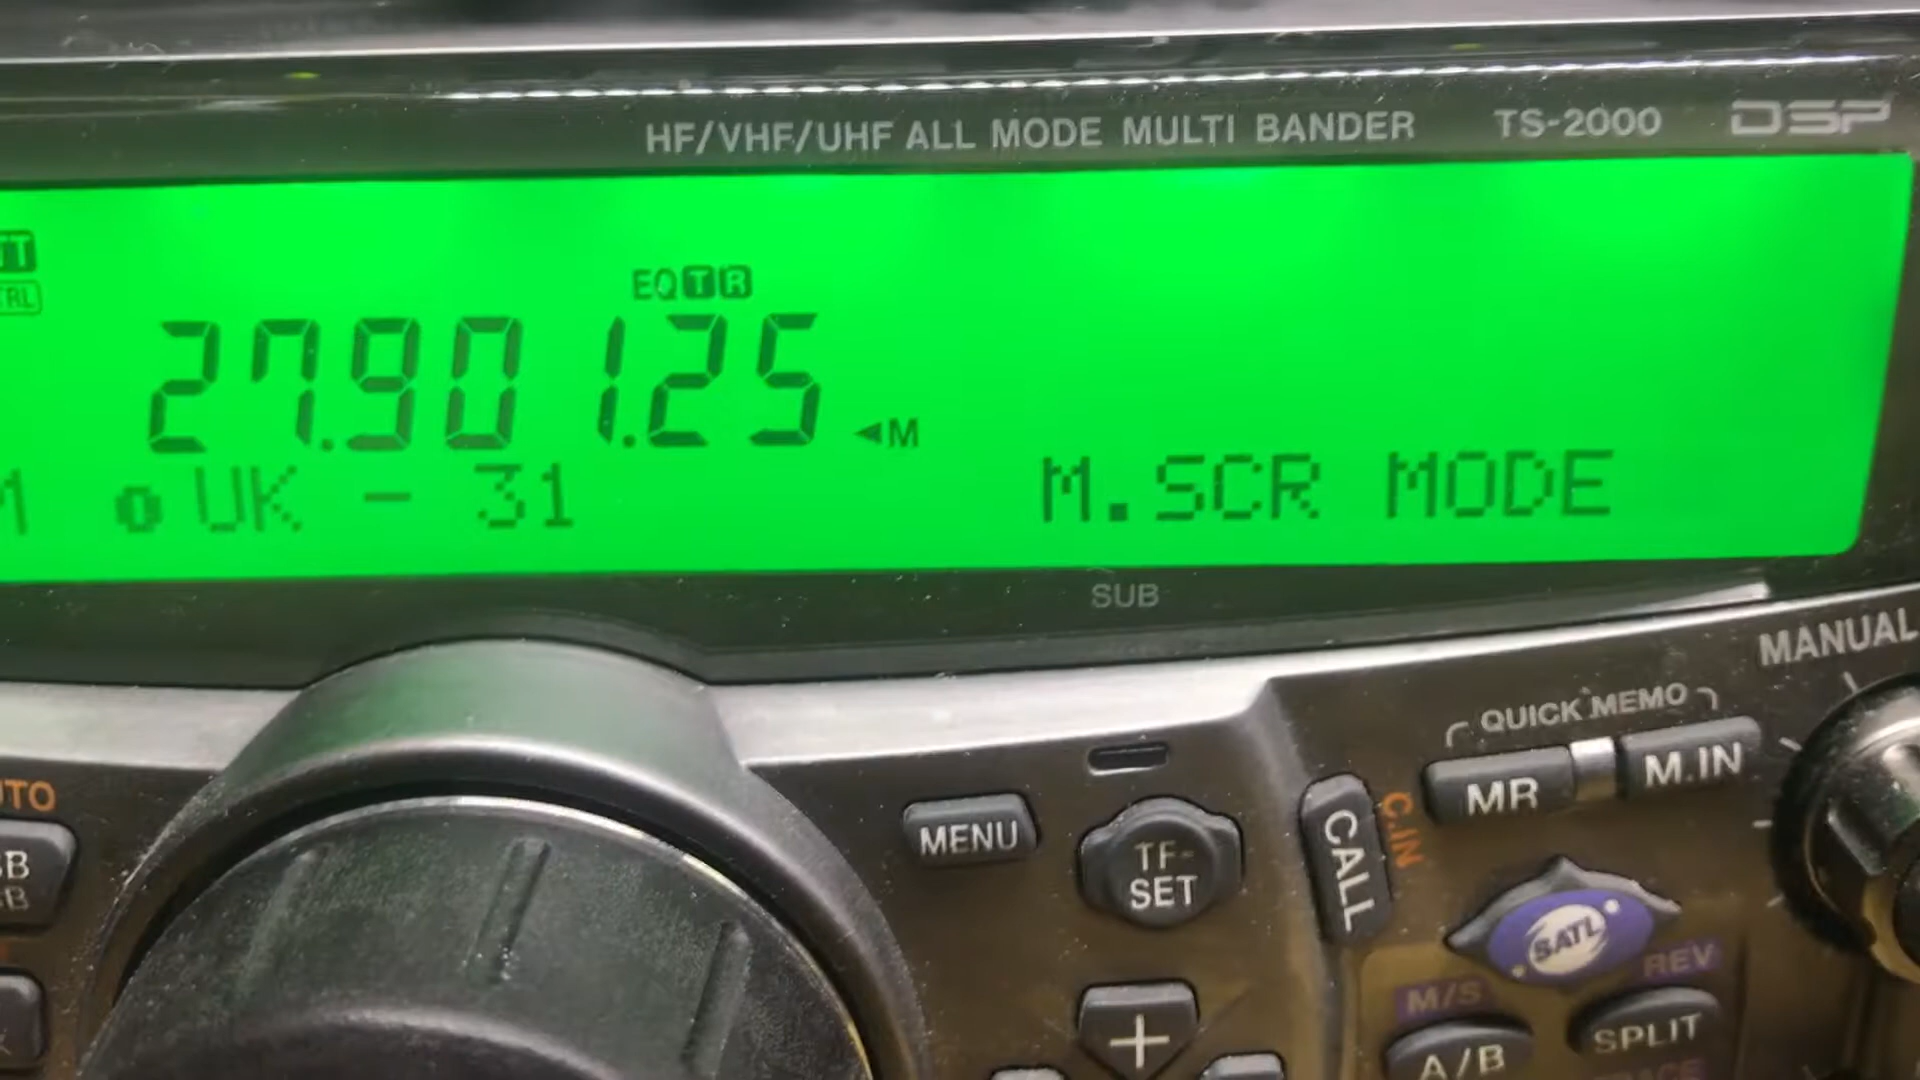 HF/VHF/UHF ALL MODE MULTI BANDER TS-2000 DSP
EQ T R
27.901.25 ◄M
UK - 31 M.SCR MODE
SUB
MANUAL
QUICK MEMO
MR M.IN
MENU
TF-SET
CALL
C.IN
SATL
REV
M/S
SPLIT
A/B
+